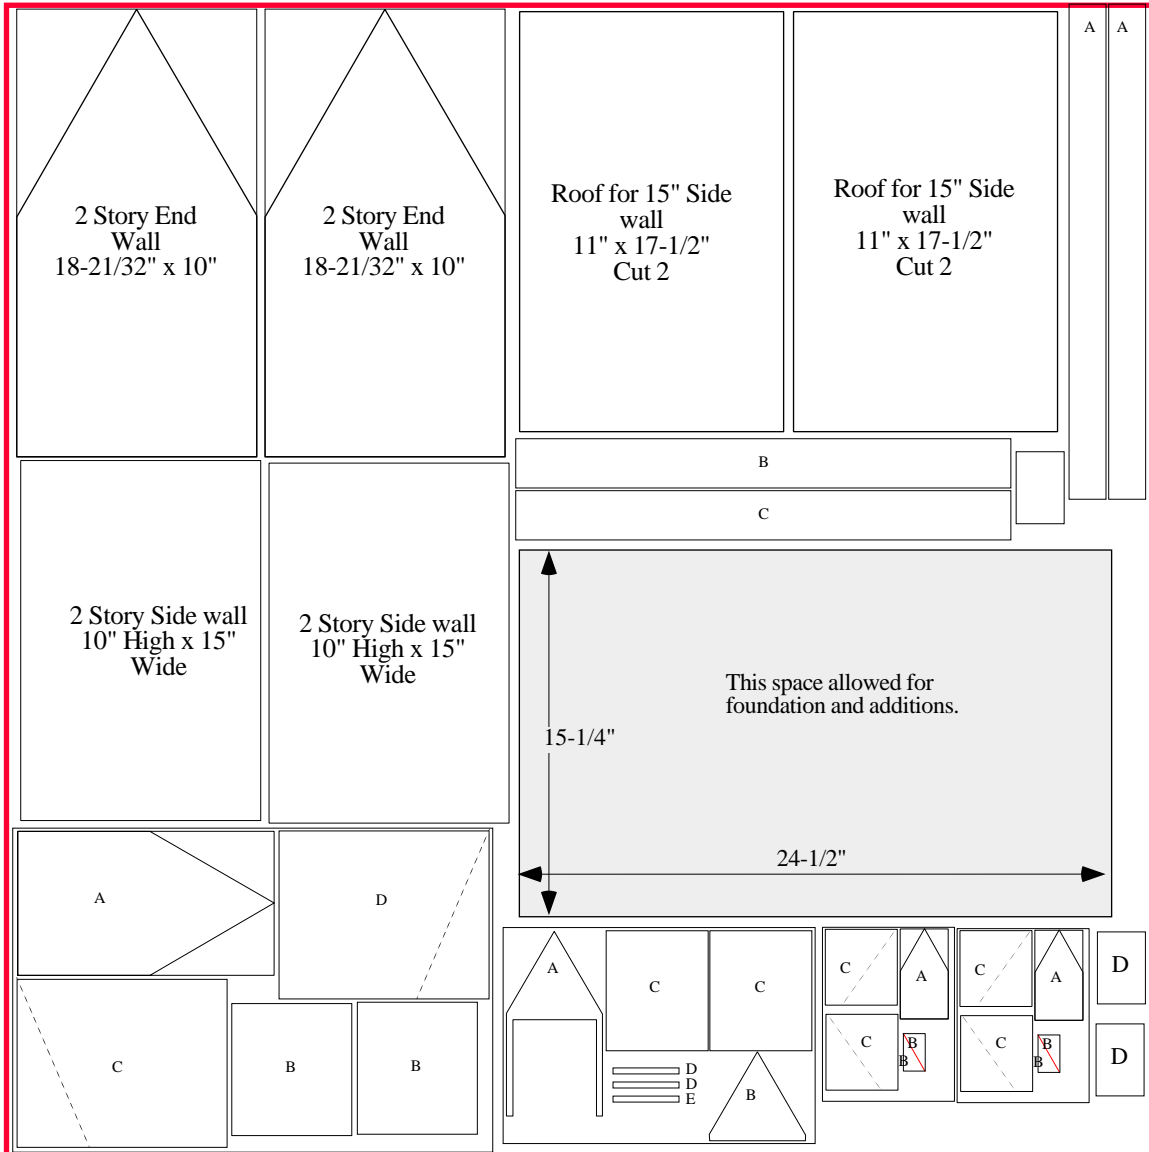 A A
2 Story End
Wall
18-21/32" x 10"
2 Story End
Wall
18-21/32" x 10"
Roof for 15" Side
wall
11" x 17-1/2"
Cut 2
Roof for 15" Side
wall
11" x 17-1/2"
Cut 2
B
C
2 Story Side wall
10" High x 15"
Wide
2 Story Side wall
10" High x 15"
Wide
This space allowed for
foundation and additions.
15-1/4"
24-1/2"
A
D
C
B
B
A
C
C
D
D
E
B
C
A
C
B
B
C
A
C
B
B
D
D